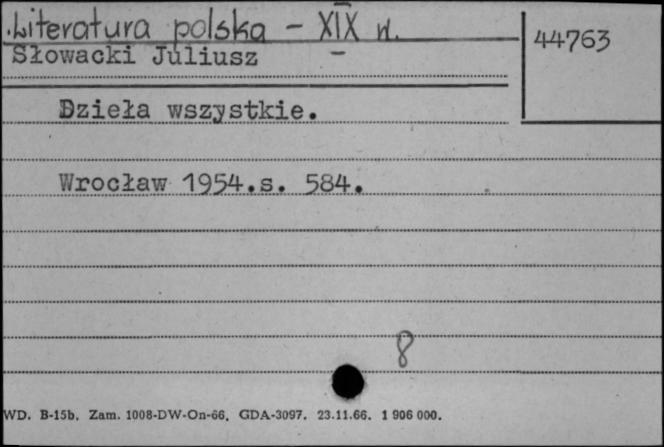 Literatura polska - XIX w.
44763
Słowacki Juliusz
Dzieła wszystkie.
Wrocław 1954.s. 584.
8
WD. B-15b. Zam. 1008-DW-On-66. GDA-3097. 23.11.66. 1 906 000.